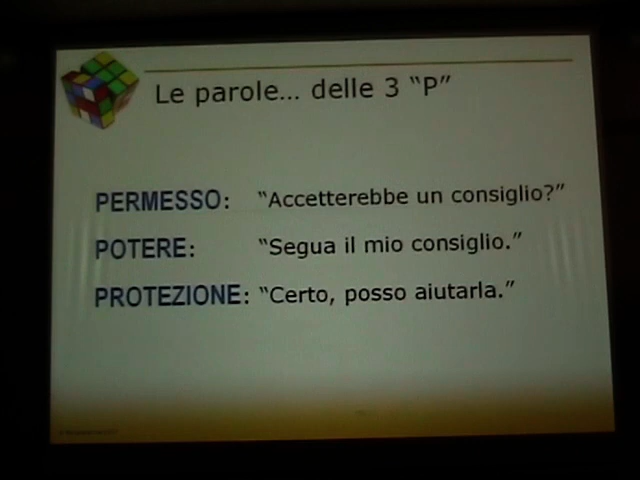 Le parole... delle 3 “P”
PERMESSO: “Accetterebbe un consiglio?”
POTERE: “Segua il mio consiglio.”
PROTEZIONE: “Certo, posso aiutarla.”